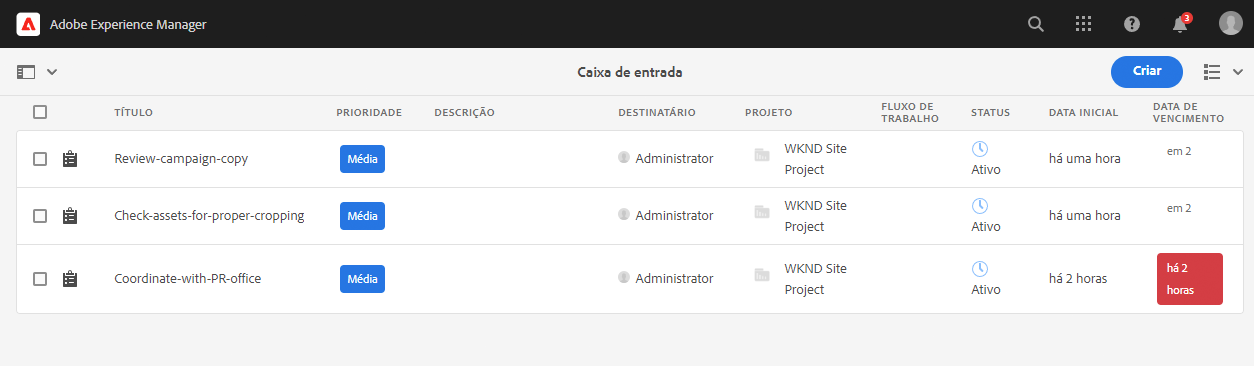 Adobe Experience Manager
3
Caixa de entrada
Criar
TÍTULO PRIORIDADE DESCRIÇÃO DESTINATÁRIO PROJETO FLUXO DE TRABALHO STATUS DATA INICIAL DATA DE VENCIMENTO
Review-campaign-copy
Média
Administrator
WKND Site
Project
Ativo
há uma hora
em 2
Check-assets-for-proper-cropping
Média
Administrator
WKND Site
Project
Ativo
há uma hora
em 2
Coordinate-with-PR-office
Média
Administrator
WKND Site
Project
Ativo
há 2 horas
há 2
horas